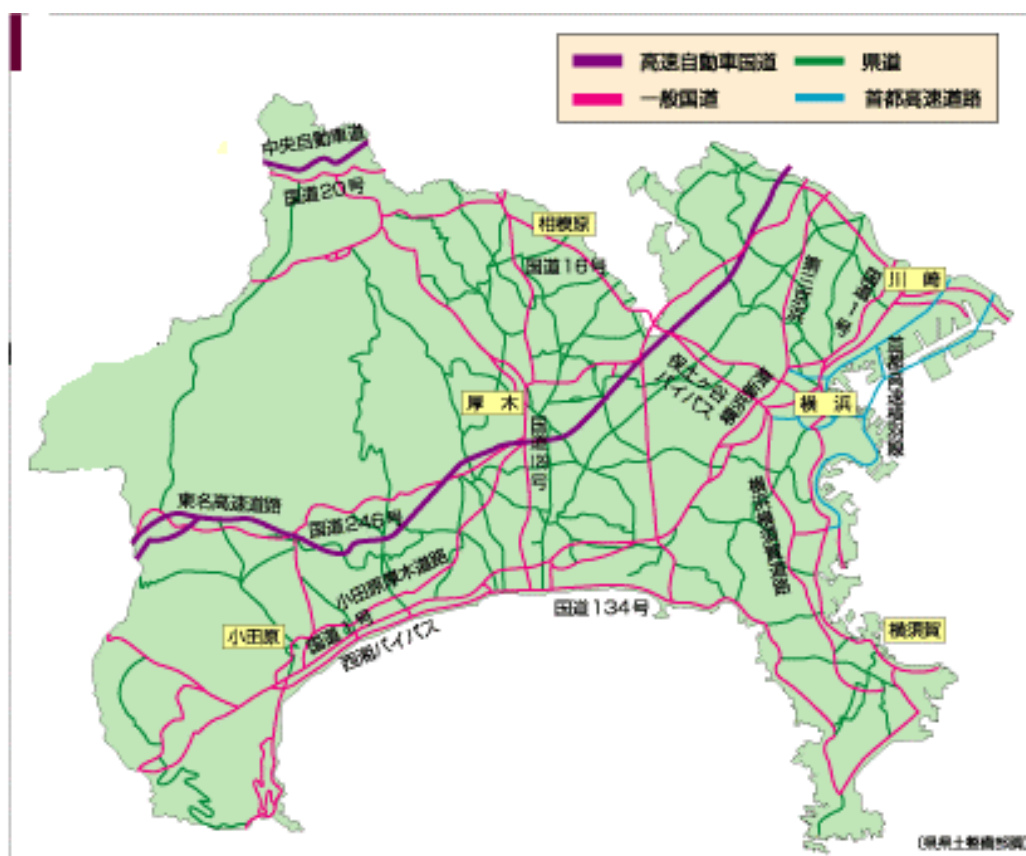 高速自動車国道
県道
一般国道
首都高速道路
中央自動車道
国道20号
相模原
国道16号
第三京浜
国道1号
川崎
保土ヶ谷
バイパス
横浜新道
横浜
厚木
国道129号
東名高速道路
国道246号
小田原厚木道路
国道1号
西湘バイパス
小田原
国道134号
横浜横須賀道路
横須賀